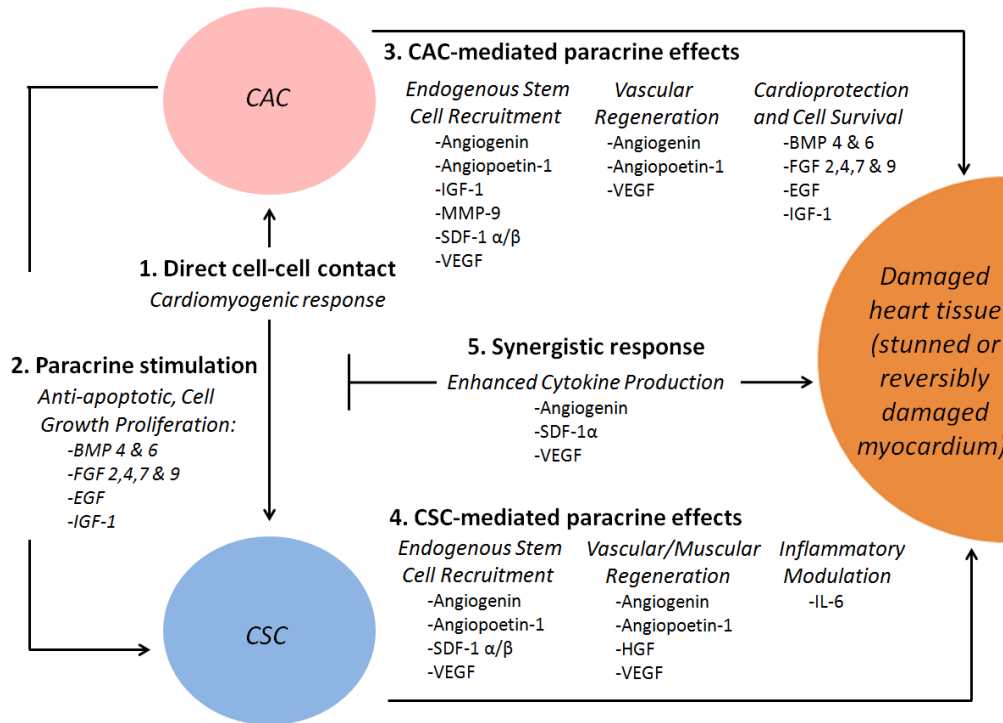 CAC
3. CAC-mediated paracrine effects
Endogenous Stem
Cell Recruitment
-Angiogenin
-Angiopoetin-1
-IGF-1
-MMP-9
-SDF-1 α/β
-VEGF
Vascular
Regeneration
-Angiogenin
-Angiopoetin-1
-VEGF
Cardioprotection
and Cell Survival
-BMP 4 & 6
-FGF 2,4,7 & 9
-EGF
-IGF-1
1. Direct cell-cell contact
Cardiomyogenic response
2. Paracrine stimulation
Anti-apoptotic, Cell
Growth Proliferation:
-BMP 4 & 6
-FGF 2,4,7 & 9
-EGF
-IGF-1
5. Synergistic response
Enhanced Cytokine Production
-Angiogenin
-SDF-1α
-VEGF
Damaged
heart tissue
(stunned or
reversibly
damaged
myocardium)
CSC
4. CSC-mediated paracrine effects
Endogenous Stem
Cell Recruitment
-Angiogenin
-Angiopoetin-1
-SDF-1 α/β
-VEGF
Vascular/Muscular
Regeneration
-Angiogenin
-Angiopoetin-1
-HGF
-VEGF
Inflammatory
Modulation
-IL-6